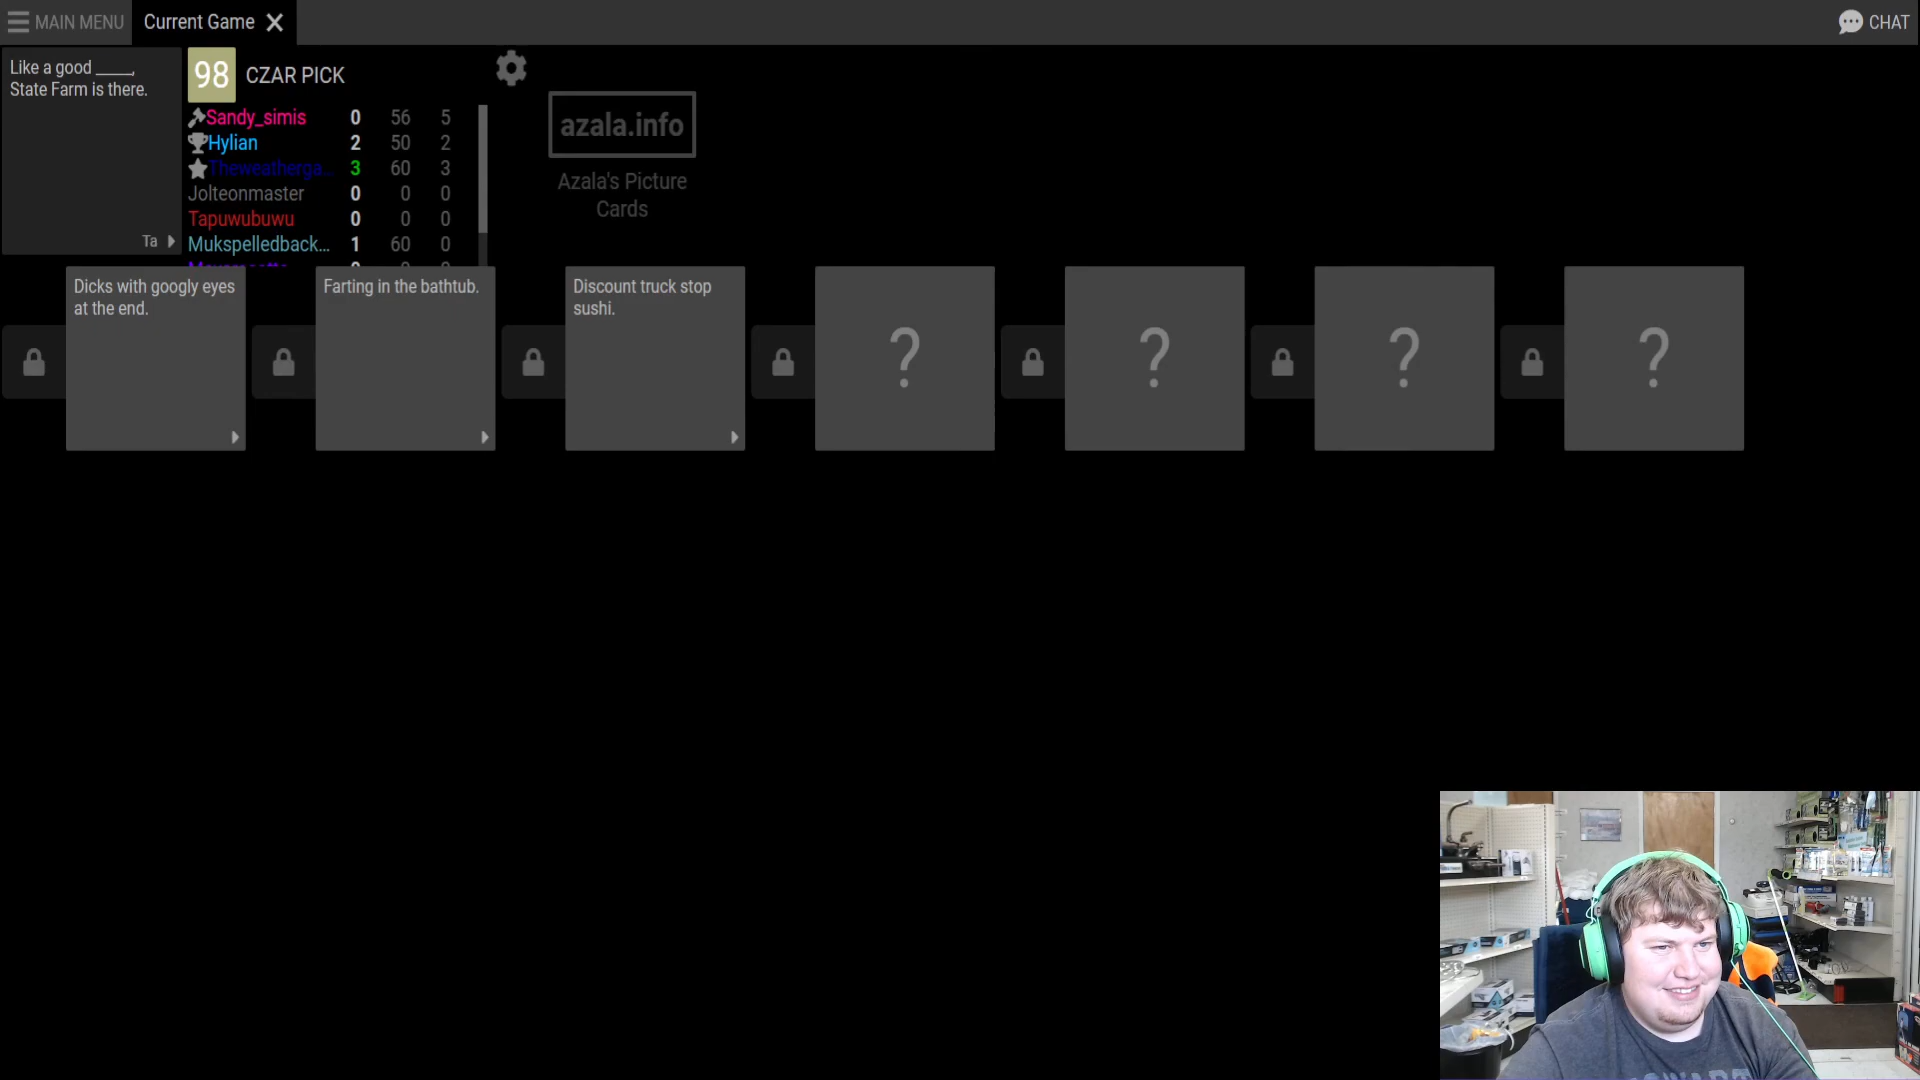 MAIN MENU
Current Game
CHAT
Like a good _____,
State Farm is there.
Ta
98
CZAR PICK
Sandy_simis 0 56 5
Hylian 2 50 2
Theweatherga... 3 60 3
Jolteonmaster 0 0 0
Tapuwubuwu 0 0 0
Mukspelledback... 1 60 0
azala.info
Azala's Picture
Cards
Dicks with googly eyes
at the end.
Farting in the bathtub.
Discount truck stop
sushi.
?
?
?
?